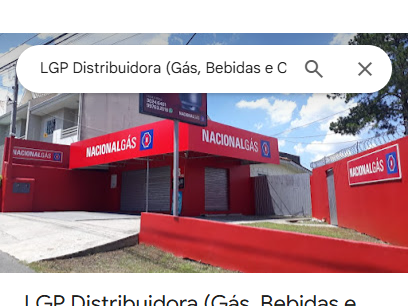 LGP Distribuidora (Gás, Bebidas e C
NACIONALGÁS
NACIONALGÁS
NACIONALGÁS
NACIONALGÁS
LGP Distribuidora (Gás, Bebidas e